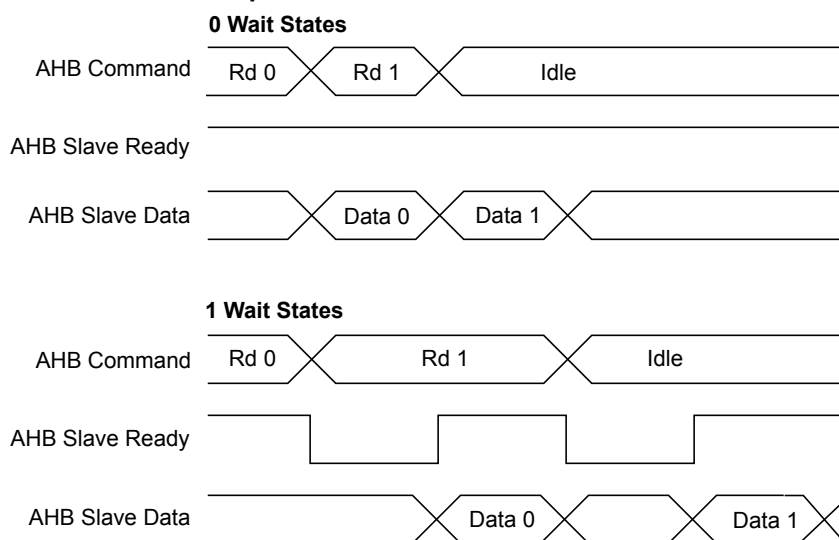 0 Wait States
AHB Command Rd 0 Rd 1 Idle
AHB Slave Ready
AHB Slave Data Data 0 Data 1
1 Wait States
AHB Command Rd 0 Rd 1 Idle
AHB Slave Ready
AHB Slave Data Data 0 Data 1